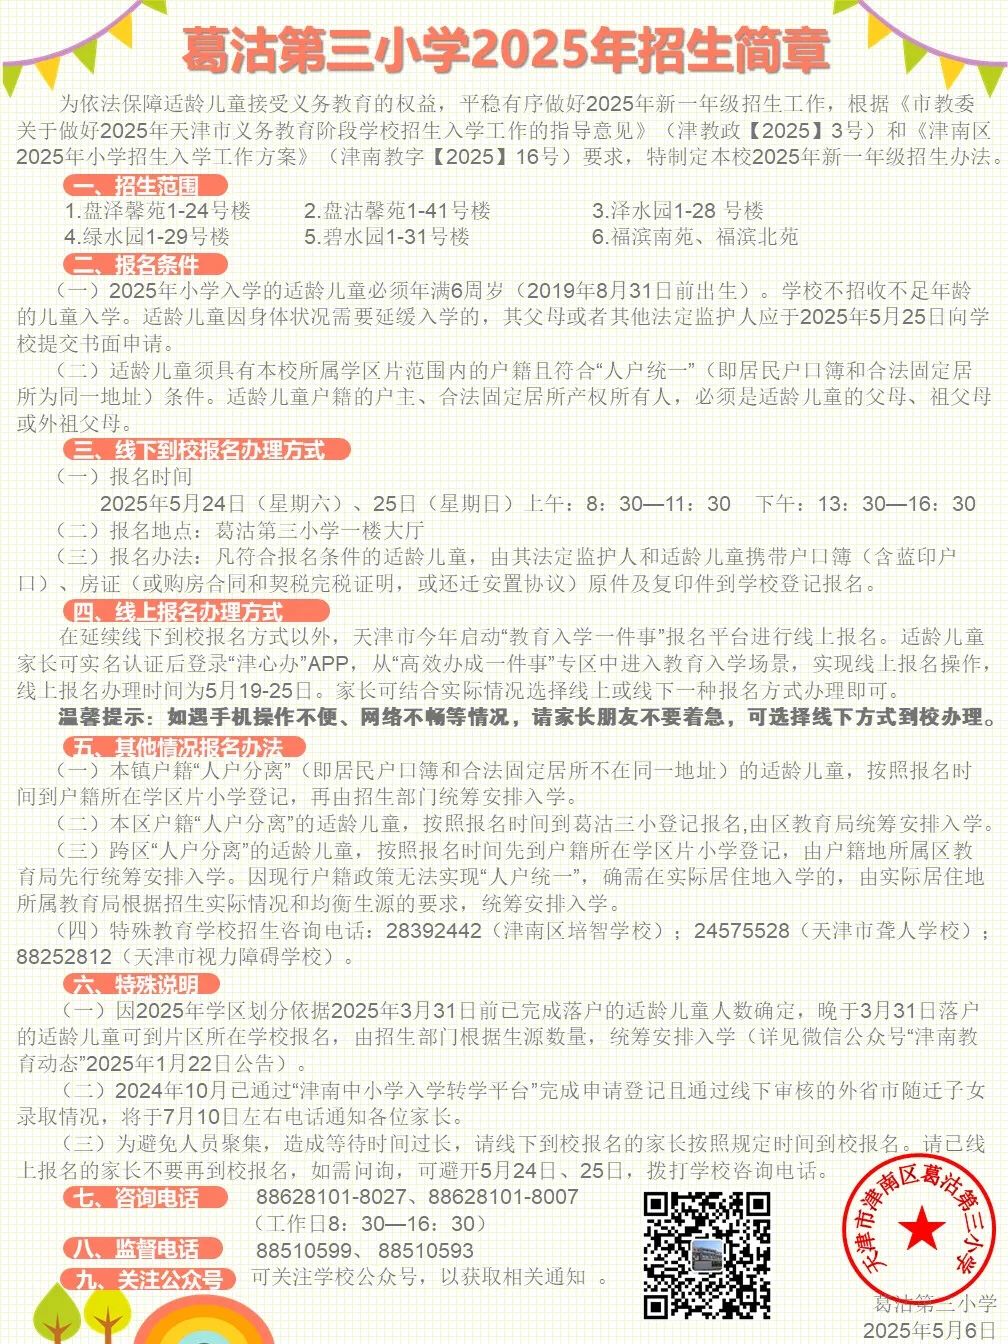 葛沽第三小学2025年招生简章
为依法保障适龄儿童接受义务教育的权益，平稳有序做好2025年新一年级招生工作，根据《市教委
关于做好2025年天津市义务教育阶段学校招生入学工作的指导意见》（津教政【2025】3号）和《津南区
2025年小学招生入学工作方案》（津南教字【2025】16号）要求，特制定本校2025年新一年级招生办法。
一、招生范围
1.盘泽馨苑1-24号楼 2.盘沽馨苑1-41号楼 3.泽水园1-28 号楼
4.绿水园1-29号楼 5.碧水园1-31号楼 6.福滨南苑、福滨北苑
二、报名条件
（一）2025年小学入学的适龄儿童必须年满6周岁（2019年8月31日前出生）。学校不招收不足年龄
的儿童入学。适龄儿童因身体状况需要延缓入学的，其父母或者其他法定监护人应于2025年5月25日向学
校提交书面申请。
（二）适龄儿童须具有本校所属学区片范围内的户籍且符合“人户统一”（即居民户口簿和合法固定居
所为同一地址）条件。适龄儿童户籍的户主、合法固定居所产权所有人，必须是适龄儿童的父母、祖父母
或外祖父母。
三、线下到校报名办理方式
（一）报名时间
2025年5月24日（星期六）、25日（星期日）上午：8：30—11：30 下午：13：30—16：30
（二）报名地点：葛沽第三小学一楼大厅
（三）报名办法：凡符合报名条件的适龄儿童，由其法定监护人和适龄儿童携带户口簿（含蓝印户
口）、房证（或购房合同和契税完税证明，或还迁安置协议）原件及复印件到学校登记报名。
四、线上报名办理方式
在延续线下到校报名方式以外，天津市今年启动“教育入学一件事”报名平台进行线上报名。适龄儿童
家长可实名认证后登录“津心办”APP，从“高效办成一件事”专区中进入教育入学场景，实现线上报名操作，
线上报名办理时间为5月19-25日。家长可结合实际情况选择线上或线下一种报名方式办理即可。
温馨提示：如遇手机操作不便、网络不畅等情况，请家长朋友不要着急，可选择线下方式到校办理。
五、其他情况报名办法
（一）本镇户籍“人户分离”（即居民户口簿和合法固定居所不在同一地址）的适龄儿童，按照报名时
间到户籍所在学区片小学登记，再由招生部门统筹安排入学。
（二）本区户籍“人户分离”的适龄儿童，按照报名时间到葛沽三小登记报名,由区教育局统筹安排入学。
（三）跨区“人户分离”的适龄儿童，按照报名时间先到户籍所在学区片小学登记，由户籍地所属区教
育局先行统筹安排入学。因现行户籍政策无法实现“人户统一”，确需在实际居住地入学的，由实际居住地
所属教育局根据招生实际情况和均衡生源的要求，统筹安排入学。
（四）特殊教育学校招生咨询电话：28392442（津南区培智学校）；24575528（天津市聋人学校）；
88252812（天津市视力障碍学校）。
六、特殊说明
（一）因2025年学区划分依据2025年3月31日前已完成落户的适龄儿童人数确定，晚于3月31日落户
的适龄儿童可到片区所在学校报名，由招生部门根据生源数量，统筹安排入学（详见微信公众号“津南教
育动态”2025年1月22日公告）。
（二）2024年10月已通过“津南中小学入学转学平台”完成申请登记且通过线下审核的外省市随迁子女
录取情况，将于7月10日左右电话通知各位家长。
（三）为避免人员聚集，造成等待时间过长，请线下到校报名的家长按照规定时间到校报名。请已线
上报名的家长不要再到校报名，如需问询，可避开5月24日、25日，拨打学校咨询电话。
七、咨询电话 88628101-8027、88628101-8007
（工作日8：30—16：30）
八、监督电话 88510599、 88510593
九、关注公众号 可关注学校公众号，以获取相关通知 。
天津市津南区葛沽第三小学
葛沽第三小学
2025年5月6日